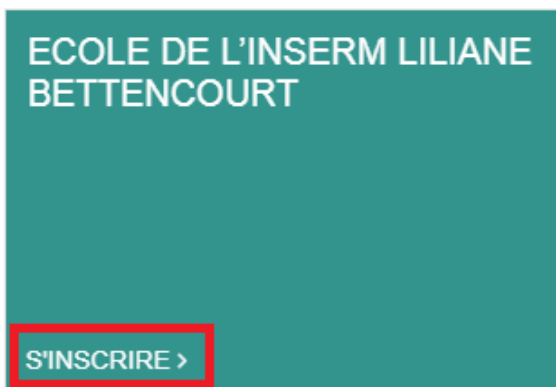 ECOLE DE L’INSERM LILIANE
BETTENCOURT
S'INSCRIRE >